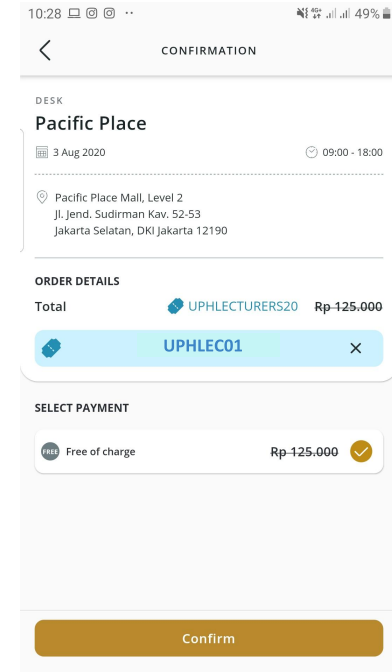 10:28 49%
4G+
CONFIRMATION
DESK
Pacific Place
3 Aug 2020 09:00 - 18:00
Pacific Place Mall, Level 2
Jl. Jend. Sudirman Kav. 52-53
Jakarta Selatan, DKI Jakarta 12190
ORDER DETAILS
Total UPHLECTURERS20 Rp 125.000
UPHLEC01
SELECT PAYMENT
FREE Free of charge Rp 125.000
Confirm